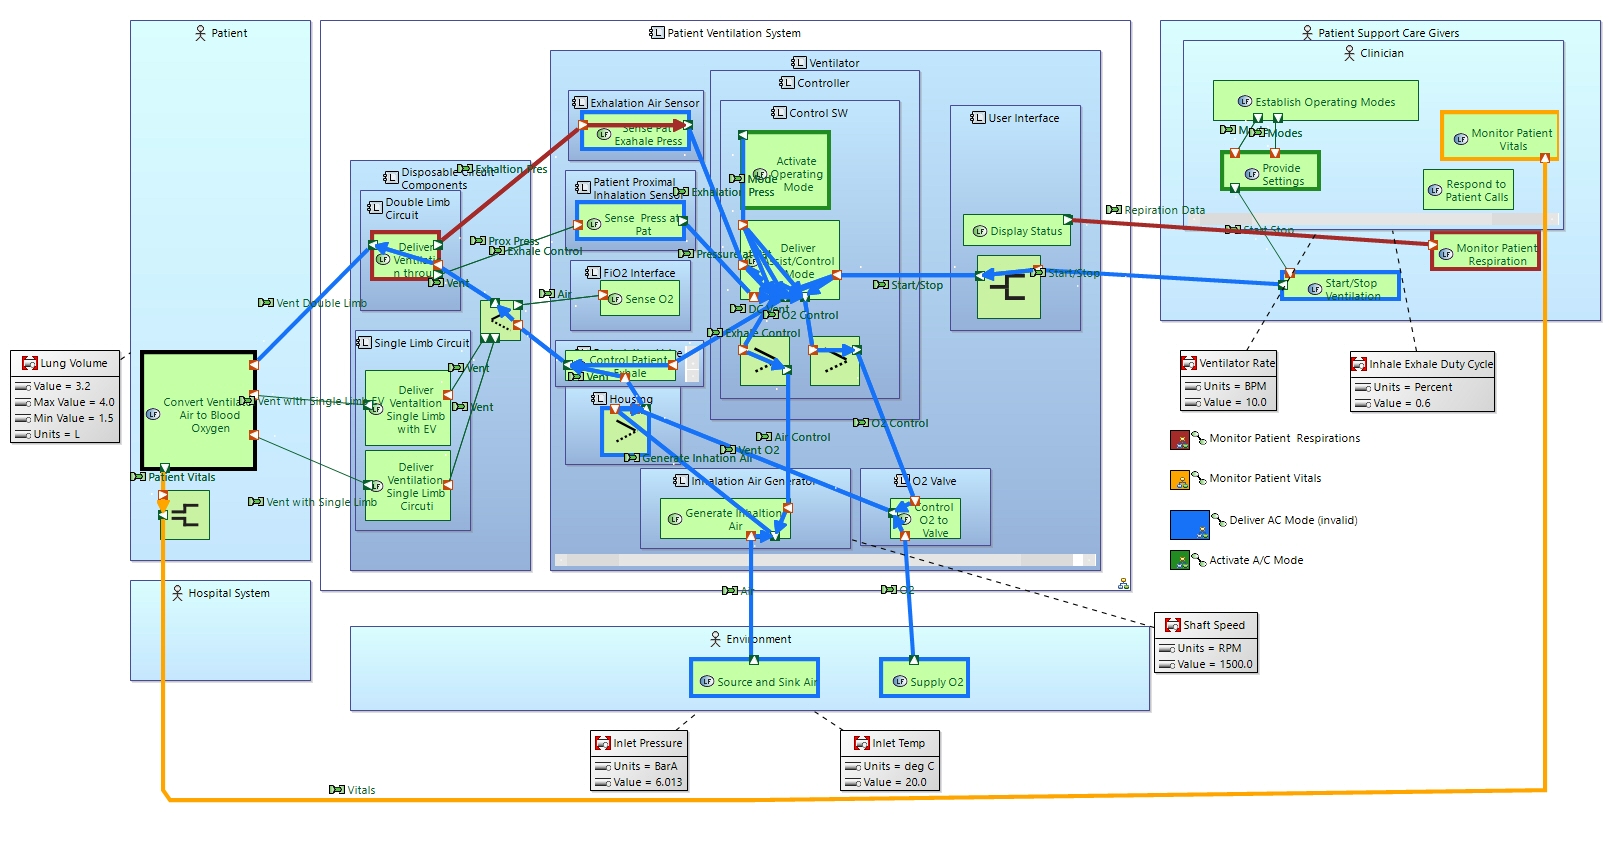 Patient
Patient Ventilation System
Patient Support Care Givers
Clinician
Ventilator
Controller
Exhalation Air Sensor
Control SW
User Interface
Establish Operating Modes
Modes
Monitor Patient
Vitals
Sense Pat
Exahale Press
Activate
Operating
Mode
Provide
Settings
Respond to
Patient Calls
Exhaltion Pres
Disposable Circuit
Components
Patient Proximal
Inhalation Sensor
Mode
Press
Exhalation
Double Limb
Circuit
Sense Press at
Pat
Repiration Data
Display Status
Start Stop
Prox Press
Exhale Control
Deliver
Ventilatio
n throu
Deliver
Assist/Control
Mode
Monitor Patient
Respiration
Pressure at
FiO2 Interface
Sense O2
Vent
Air
Start/Stop
Start/Stop
Start/Stop
Ventilation
Vent Double Limb
O2 Control
Exhale Control
Single Limb Circuit
Control Patient
Exhale
Vent
Vent
Lung Volume
Value = 3.2
Max Value = 4.0
Min Value = 1.5
Units = L
Ventilator Rate
Units = BPM
Value = 10.0
Inhale Exhale Duty Cycle
Units = Percent
Value = 0.6
Convert Ventila
Air to Blood
Oxygen
Vent with Single Limb EV
Deliver
Ventaltion
Single Limb
with EV
Vent
Housing
O2 Control
Air Control
Vent O2
Generate Inhation Air
Monitor Patient  Respirations
Patient Vitals
Deliver
Ventilation
Single Limb
Circuti
Inhalation Air Generator
O2 Valve
Monitor Patient Vitals
Vent with Single Limb
Generate Inhaltion
Air
Control
O2 to
Valve
Deliver AC Mode (invalid)
Activate A/C Mode
Hospital System
Air
O2
Environment
Shaft Speed
Units = RPM
Value = 1500.0
Source and Sink Air
Supply O2
Inlet Pressure
Units = BarA
Value = 6.013
Inlet Temp
Units = deg C
Value = 20.0
Vitals